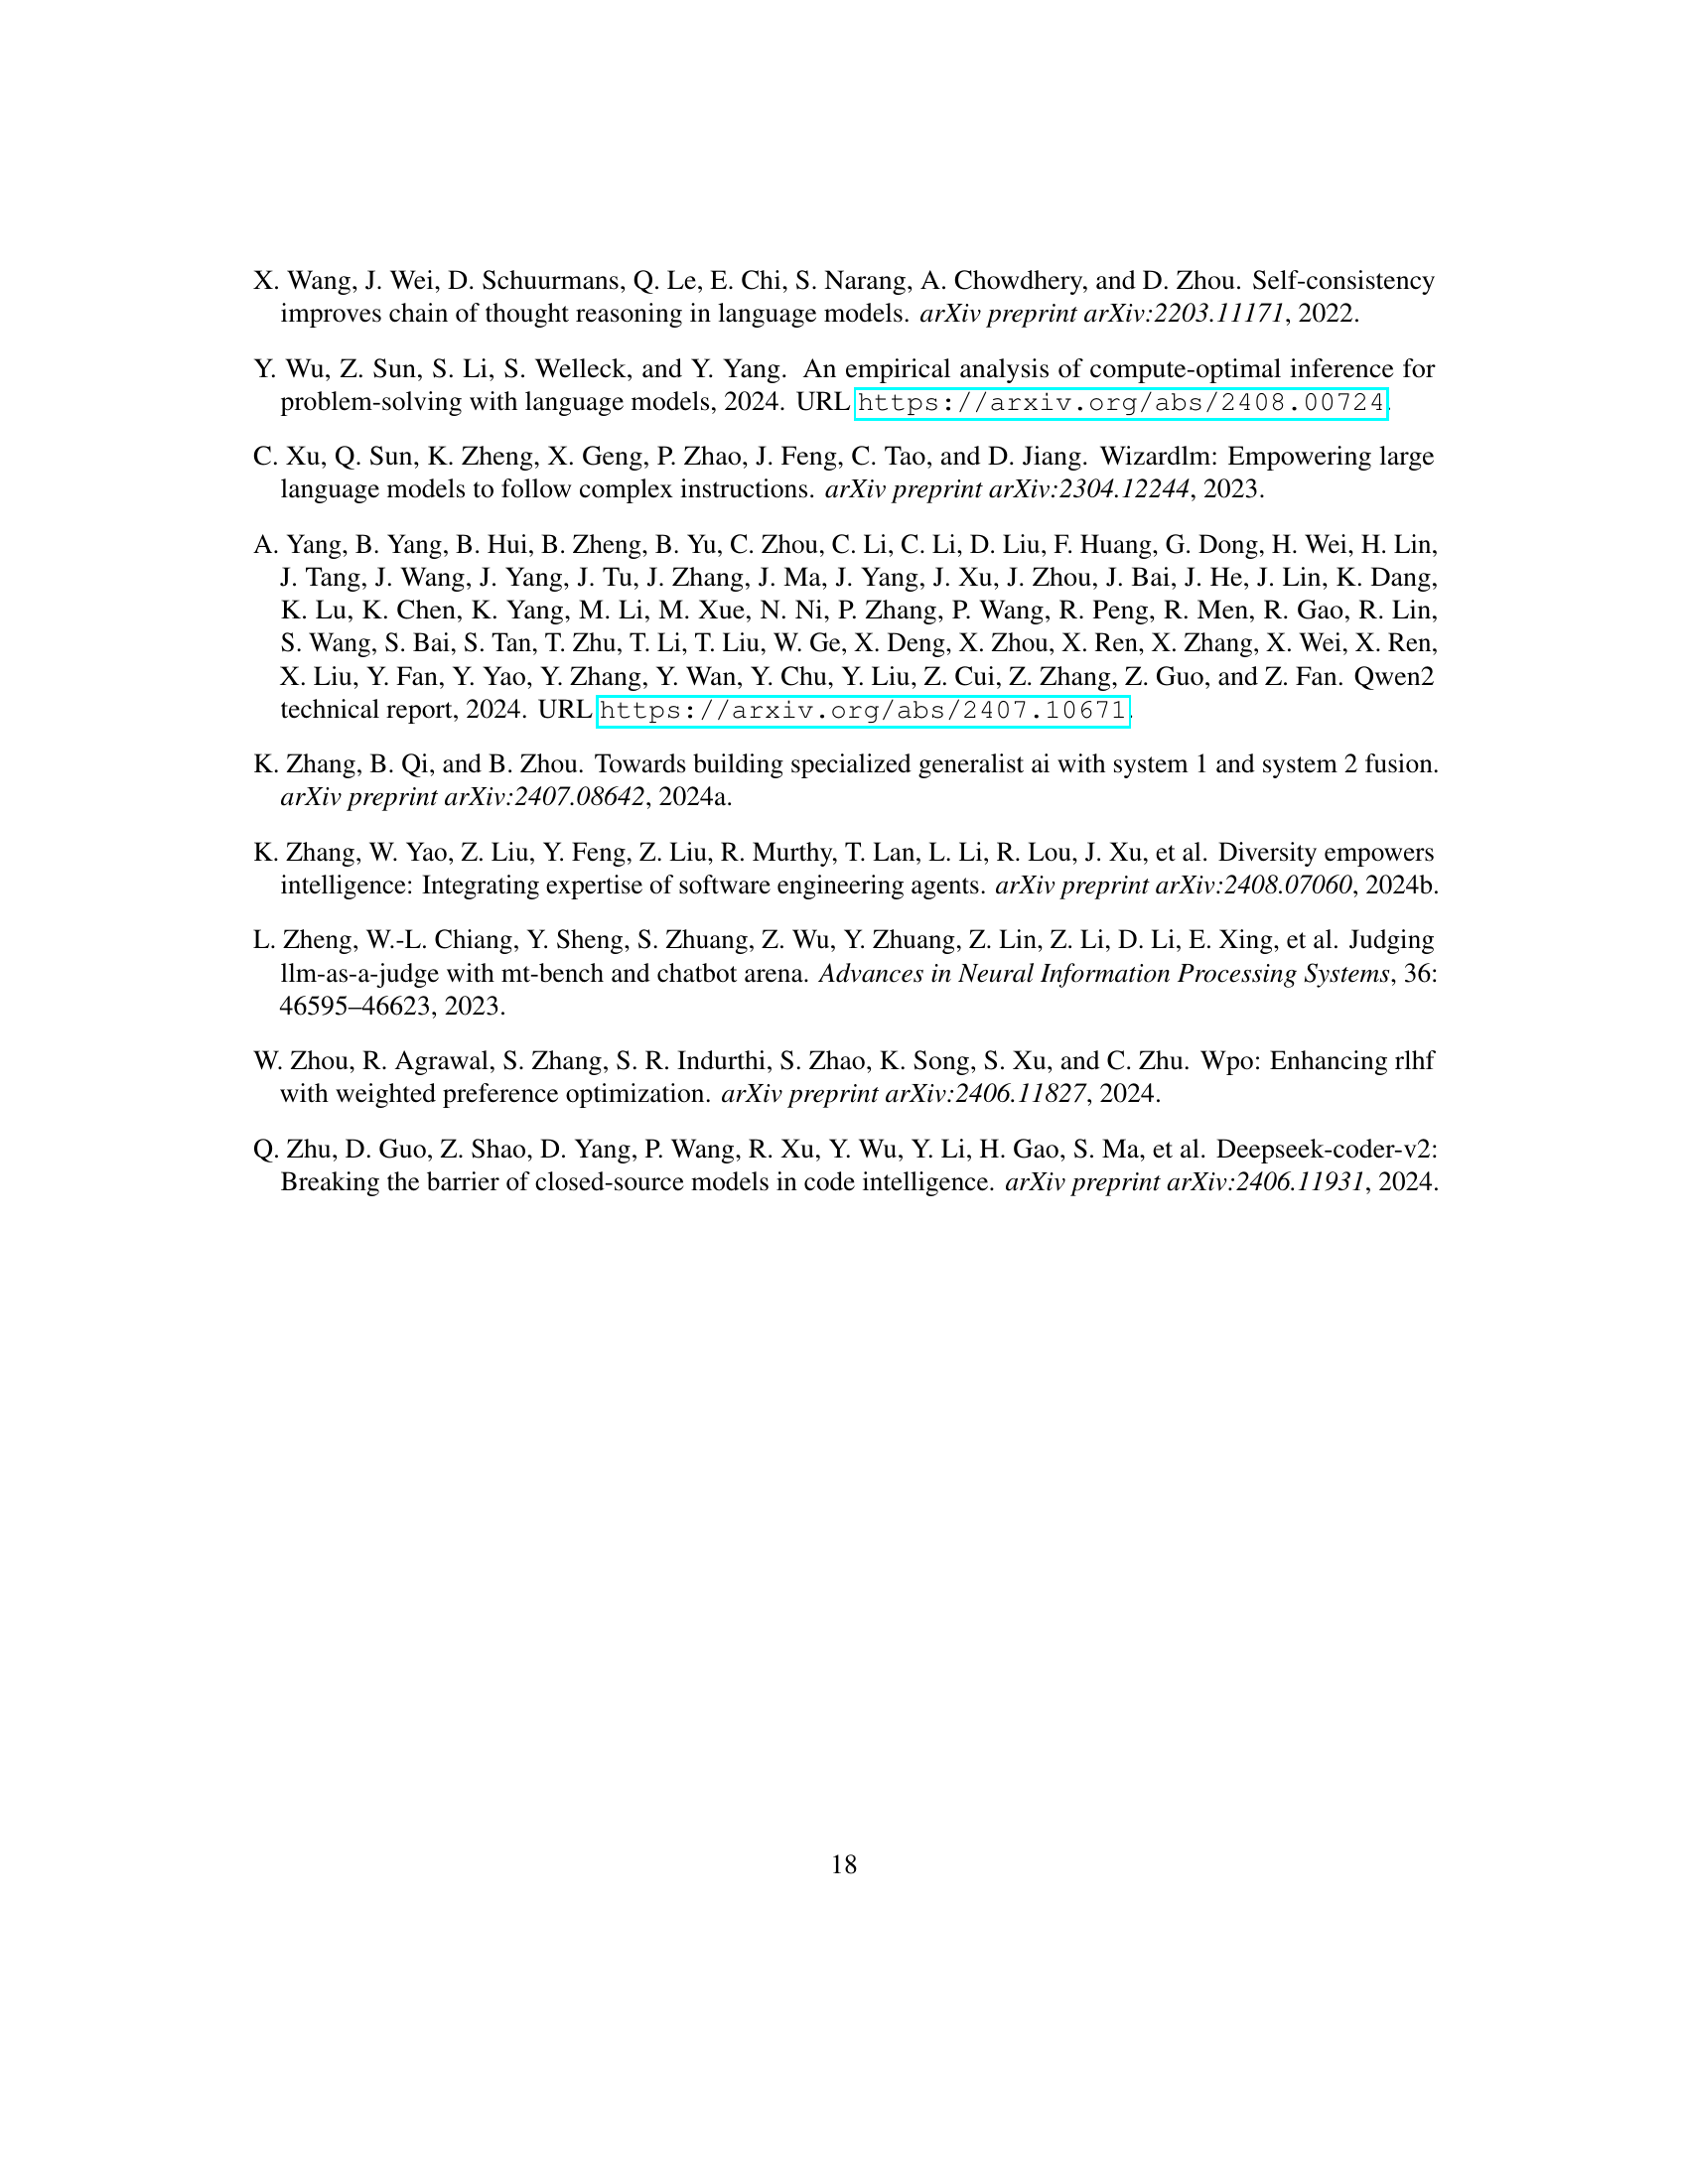 X. Wang, J. Wei, D. Schuurmans, Q. Le, E. Chi, S. Narang, A. Chowdhery, and D. Zhou. Self-consistency
improves chain of thought reasoning in language models. arXiv preprint arXiv:2203.11171, 2022.
Y. Wu, Z. Sun, S. Li, S. Welleck, and Y. Yang. An empirical analysis of compute-optimal inference for
problem-solving with language models, 2024. URL https://arxiv.org/abs/2408.00724.
C. Xu, Q. Sun, K. Zheng, X. Geng, P. Zhao, J. Feng, C. Tao, and D. Jiang. Wizardlm: Empowering large
language models to follow complex instructions. arXiv preprint arXiv:2304.12244, 2023.
A. Yang, B. Yang, B. Hui, B. Zheng, B. Yu, C. Zhou, C. Li, C. Li, D. Liu, F. Huang, G. Dong, H. Wei, H. Lin,
J. Tang, J. Wang, J. Yang, J. Tu, J. Zhang, J. Ma, J. Yang, J. Xu, J. Zhou, J. Bai, J. He, J. Lin, K. Dang,
K. Lu, K. Chen, K. Yang, M. Li, M. Xue, N. Ni, P. Zhang, P. Wang, R. Peng, R. Men, R. Gao, R. Lin,
S. Wang, S. Bai, S. Tan, T. Zhu, T. Li, T. Liu, W. Ge, X. Deng, X. Zhou, X. Ren, X. Zhang, X. Wei, X. Ren,
X. Liu, Y. Fan, Y. Yao, Y. Zhang, Y. Wan, Y. Chu, Y. Liu, Z. Cui, Z. Zhang, Z. Guo, and Z. Fan. Qwen2
technical report, 2024. URL https://arxiv.org/abs/2407.10671.
K. Zhang, B. Qi, and B. Zhou. Towards building specialized generalist ai with system 1 and system 2 fusion.
arXiv preprint arXiv:2407.08642, 2024a.
K. Zhang, W. Yao, Z. Liu, Y. Feng, Z. Liu, R. Murthy, T. Lan, L. Li, R. Lou, J. Xu, et al. Diversity empowers
intelligence: Integrating expertise of software engineering agents. arXiv preprint arXiv:2408.07060, 2024b.
L. Zheng, W.-L. Chiang, Y. Sheng, S. Zhuang, Z. Wu, Y. Zhuang, Z. Lin, Z. Li, D. Li, E. Xing, et al. Judging
llm-as-a-judge with mt-bench and chatbot arena. Advances in Neural Information Processing Systems, 36:
46595–46623, 2023.
W. Zhou, R. Agrawal, S. Zhang, S. R. Indurthi, S. Zhao, K. Song, S. Xu, and C. Zhu. Wpo: Enhancing rlhf
with weighted preference optimization. arXiv preprint arXiv:2406.11827, 2024.
Q. Zhu, D. Guo, Z. Shao, D. Yang, P. Wang, R. Xu, Y. Wu, Y. Li, H. Gao, S. Ma, et al. Deepseek-coder-v2:
Breaking the barrier of closed-source models in code intelligence. arXiv preprint arXiv:2406.11931, 2024.
18